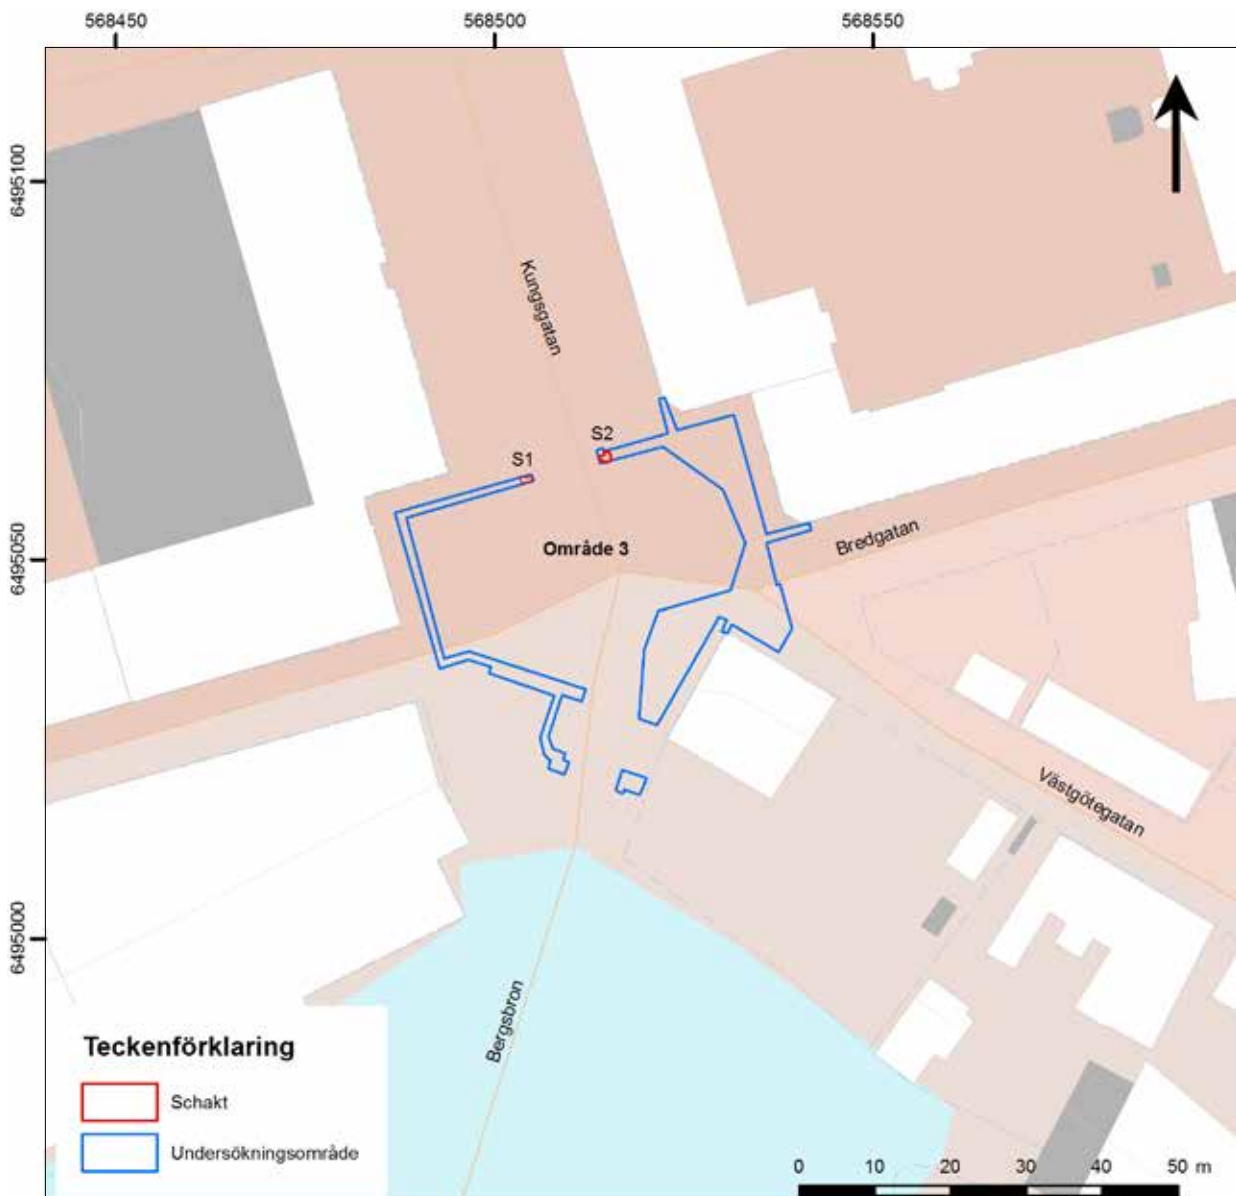 568450 568500 568550
6495100
Kungsgatan
S2
S1
Område 3
Bredgatan
6495050
Västgötegatan
6495000
Bergsbron
Teckenförklaring
Schakt
Undersökningsområde
0 10 20 30 40 50 m